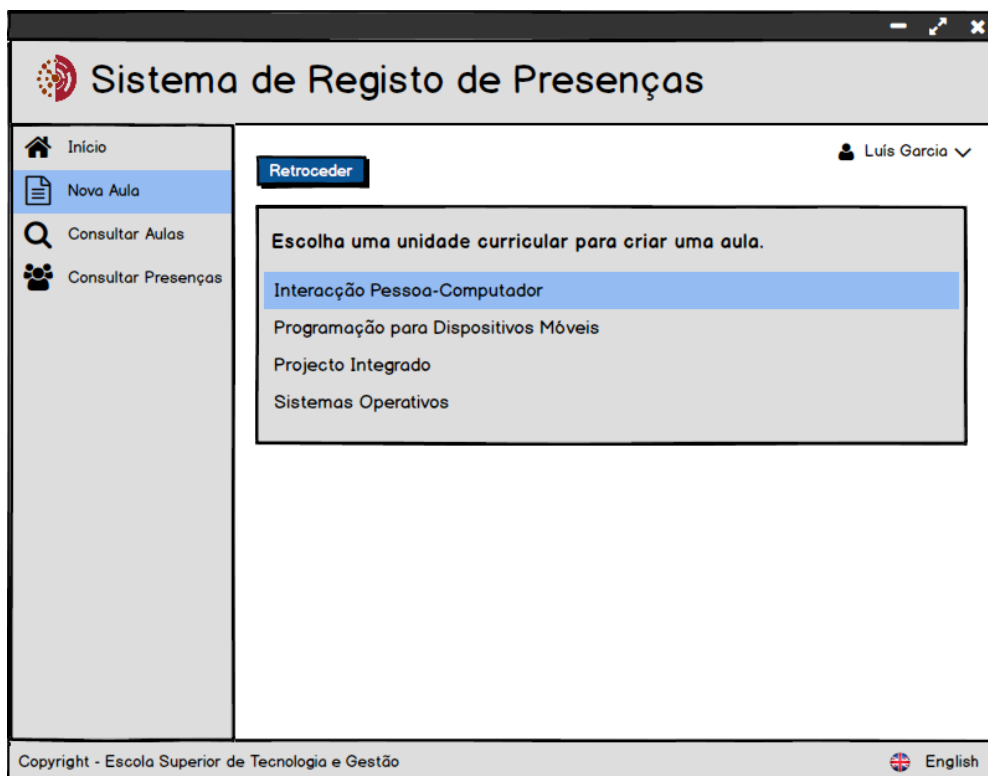 Sistema de Registo de Presenças
Início
Nova Aula
Consultar Aulas
Consultar Presenças
Luís Garcia
Retroceder
Escolha uma unidade curricular para criar uma aula.
Interacção Pessoa-Computador
Programação para Dispositivos Móveis
Projecto Integrado
Sistemas Operativos
Copyright - Escola Superior de Tecnologia e Gestão
English